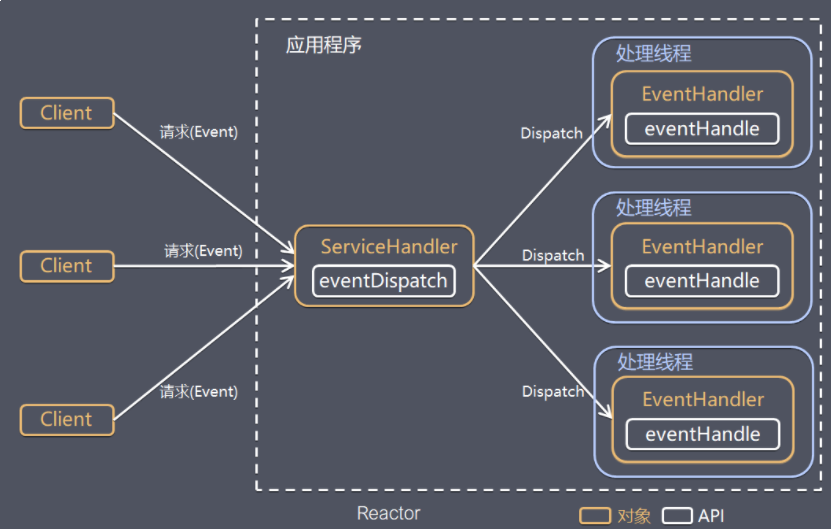 应用程序
处理线程
EventHandler
eventHandle
Client
请求(Event)
Dispatch
处理线程
Client
请求(Event)
ServiceHandler
eventDispatch
Dispatch
EventHandler
eventHandle
处理线程
Client
请求(Event)
Dispatch
EventHandler
eventHandle
Reactor
对象
API